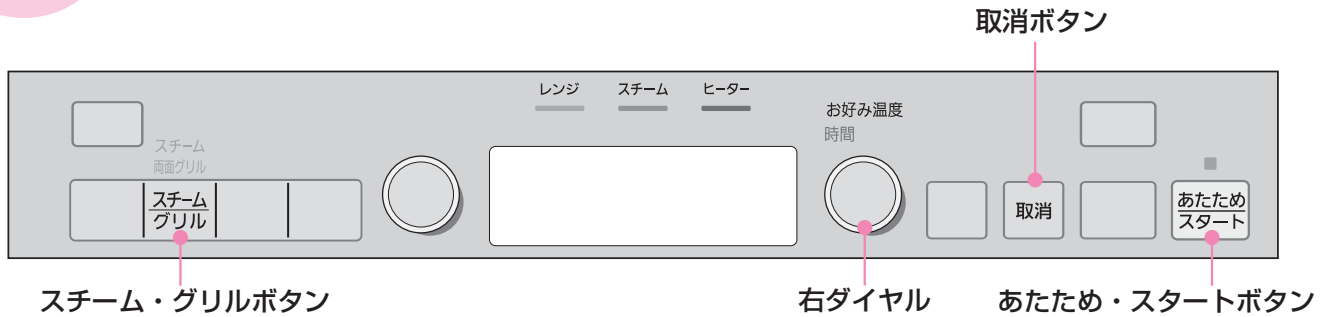 取消ボタン
レンジ
スチーム
ヒーター
お好み温度
時間
スチーム
両面グリル
スチーム
グリル
取消
あたため
スタート
スチーム・グリルボタン
右ダイヤル
あたため・スタートボタン